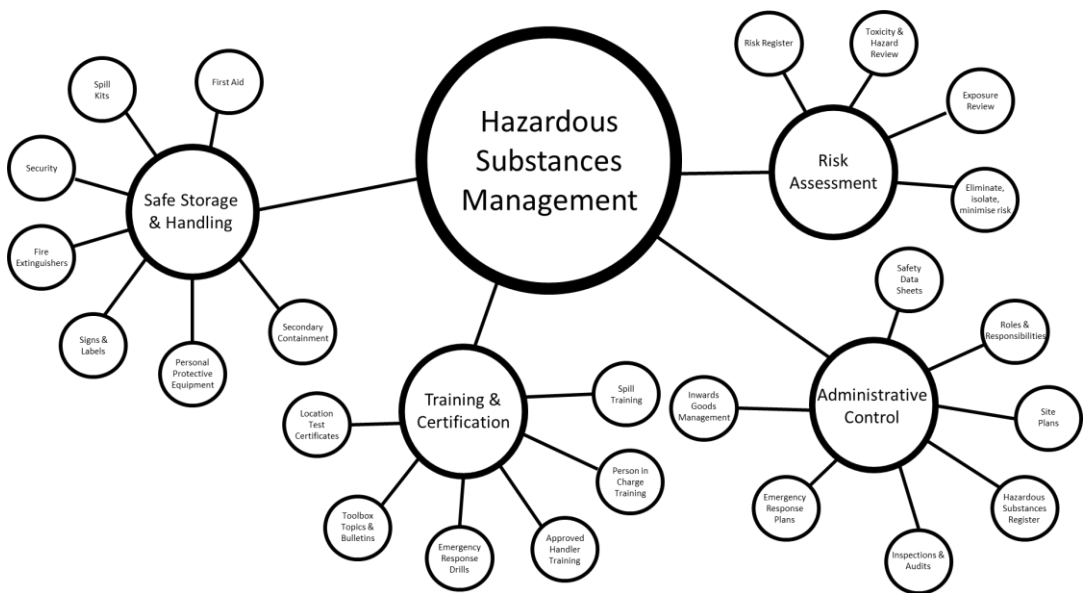 Hazardous
Substances
Management
Safe Storage
& Handling
First Aid
Spill
Kits
Security
Fire
Extinguishers
Signs &
Labels
Personal
Protective
Equipment
Secondary
Containment
Training &
Certification
Location
Test
Certificates
Toolbox
Topics &
Bulletins
Emergency
Response
Drills
Approved
Handler
Training
Person in
Charge
Training
Spill
Training
Risk
Assessment
Risk Register
Toxicity &
Hazard
Review
Exposure
Review
Eliminate,
isolate,
minimise risk
Administrative
Control
Safety
Data
Sheets
Roles &
Responsibilities
Site
Plans
Hazardous
Substances
Register
Inspections &
Audits
Emergency
Response
Plans
Inwards
Goods
Management